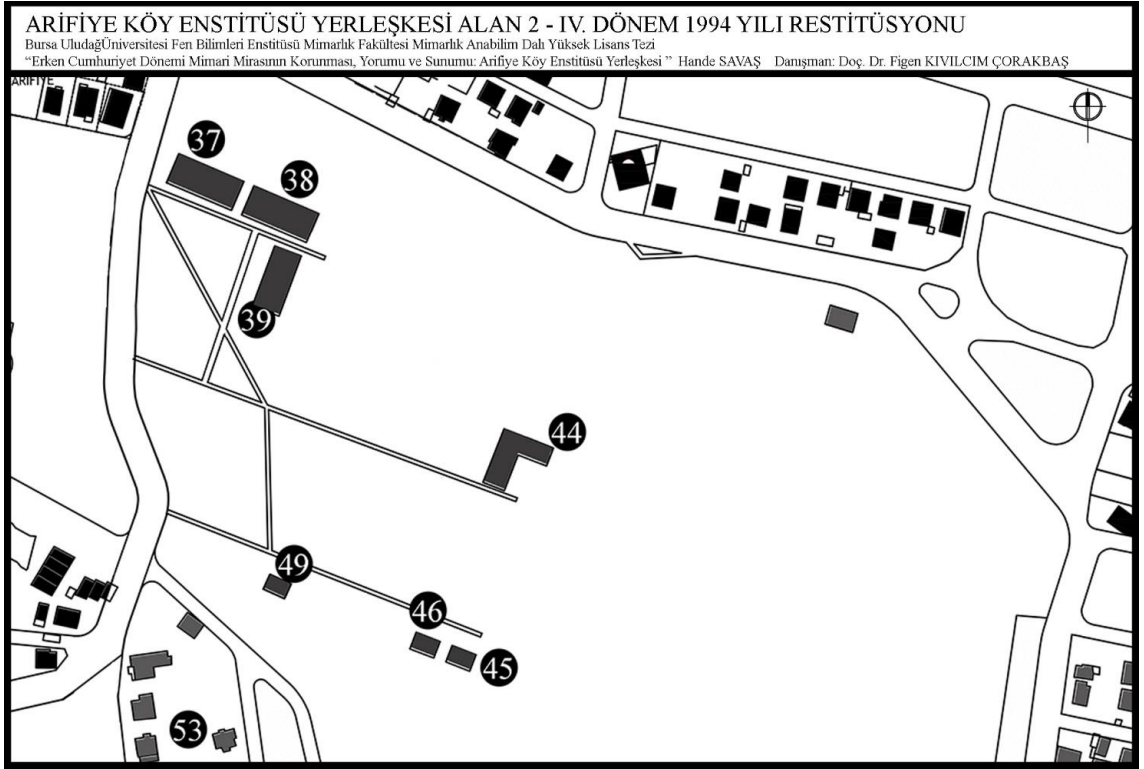 ARİFİYE KÖY ENSTİTÜSÜ YERLEŞKESİ ALAN 2 - IV. DÖNEM 1994 YILI RESTİTÜSYONU
Bursa UludağÜniversitesi Fen Bilimleri Enstitüsü Mimarlık Fakültesi Mimarlık Anabilim Dalı Yüksek Lisans Tezi
“Erken Cumhuriyet Dönemi Mimari Mirasının Korunması, Yorumu ve Sunumu: Arifiye Köy Enstitüsü Yerleşkesi ” Hande SAVAŞ Danışman: Doç. Dr. Figen KIVILCIM ÇORAKBAŞ
ARİFİYE
37
38
39
44
49
46
45
53